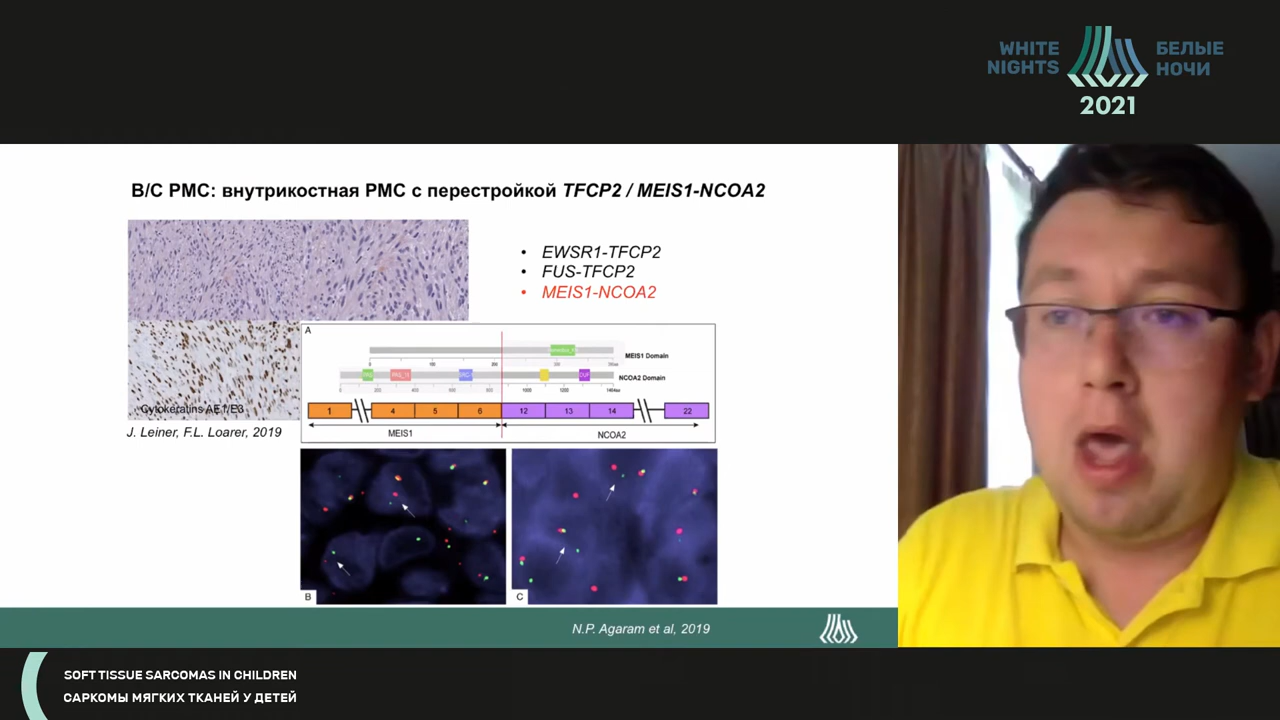 WHITE
NIGHTS
БЕЛЫЕ
НОЧИ
2021
В/С РМС: внутрикостная РМС с перестройкой TFCP2 / MEIS1-NCOA2
• EWSR1-TFCP2
• FUS-TFCP2
• MEIS1-NCOA2
Cytokeratins AE1/E3
J. Leiner, F.L. Loarer, 2019
A
MEIS1 Domain
NCOA2 Domain
1 4 5 6 12 13 14 22
MEIS1 NCOA2
B
C
N.P. Agaram et al, 2019
SOFT TISSUE SARCOMAS IN CHILDREN
САРКОМЫ МЯГКИХ ТКАНЕЙ У ДЕТЕЙ